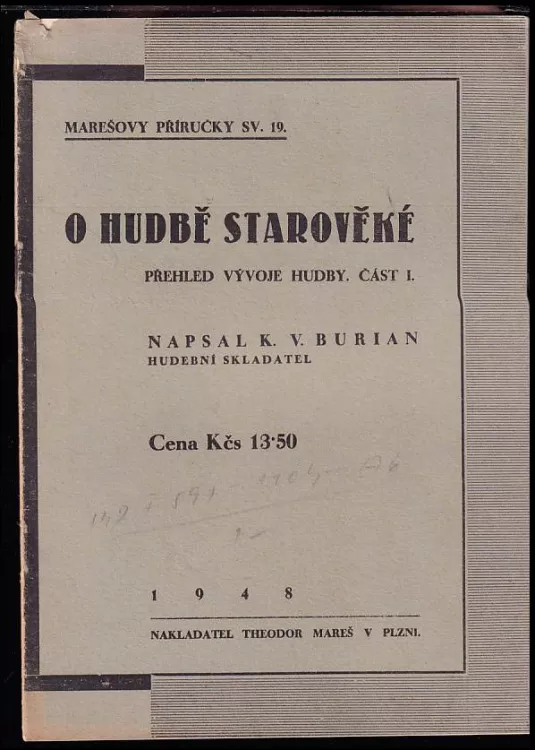 MAREŠOVY PŘÍRUČKY SV. 19.
O HUDBĚ STAROVĚKÉ
PŘEHLED VÝVOJE HUDBY. ČÁST I.
NAPSAL K. V. BURIAN
HUDEBNÍ SKLADATEL
Cena Kčs 13·50
1 9 4 8
NAKLADATEL THEODOR MAREŠ V PLZNI.